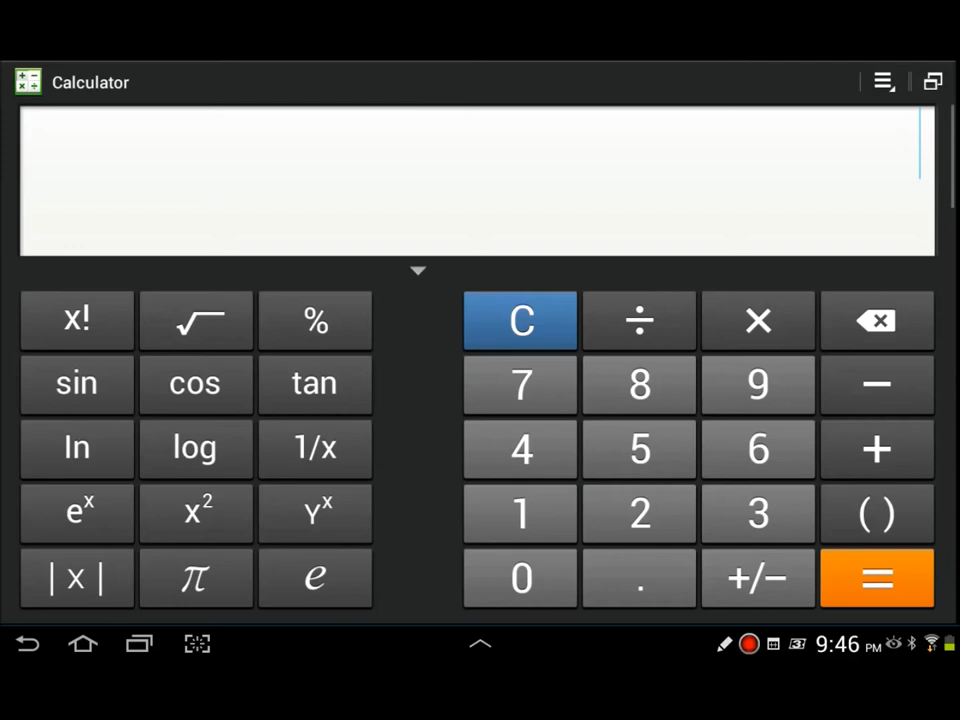 Calculator
x! √ % C ÷ ×
sin cos tan 7 8 9 −
ln log 1/x 4 5 6 +
eˣ x² Yˣ 1 2 3 ( )
| x | π e 0 . +/− =
9:46 PM